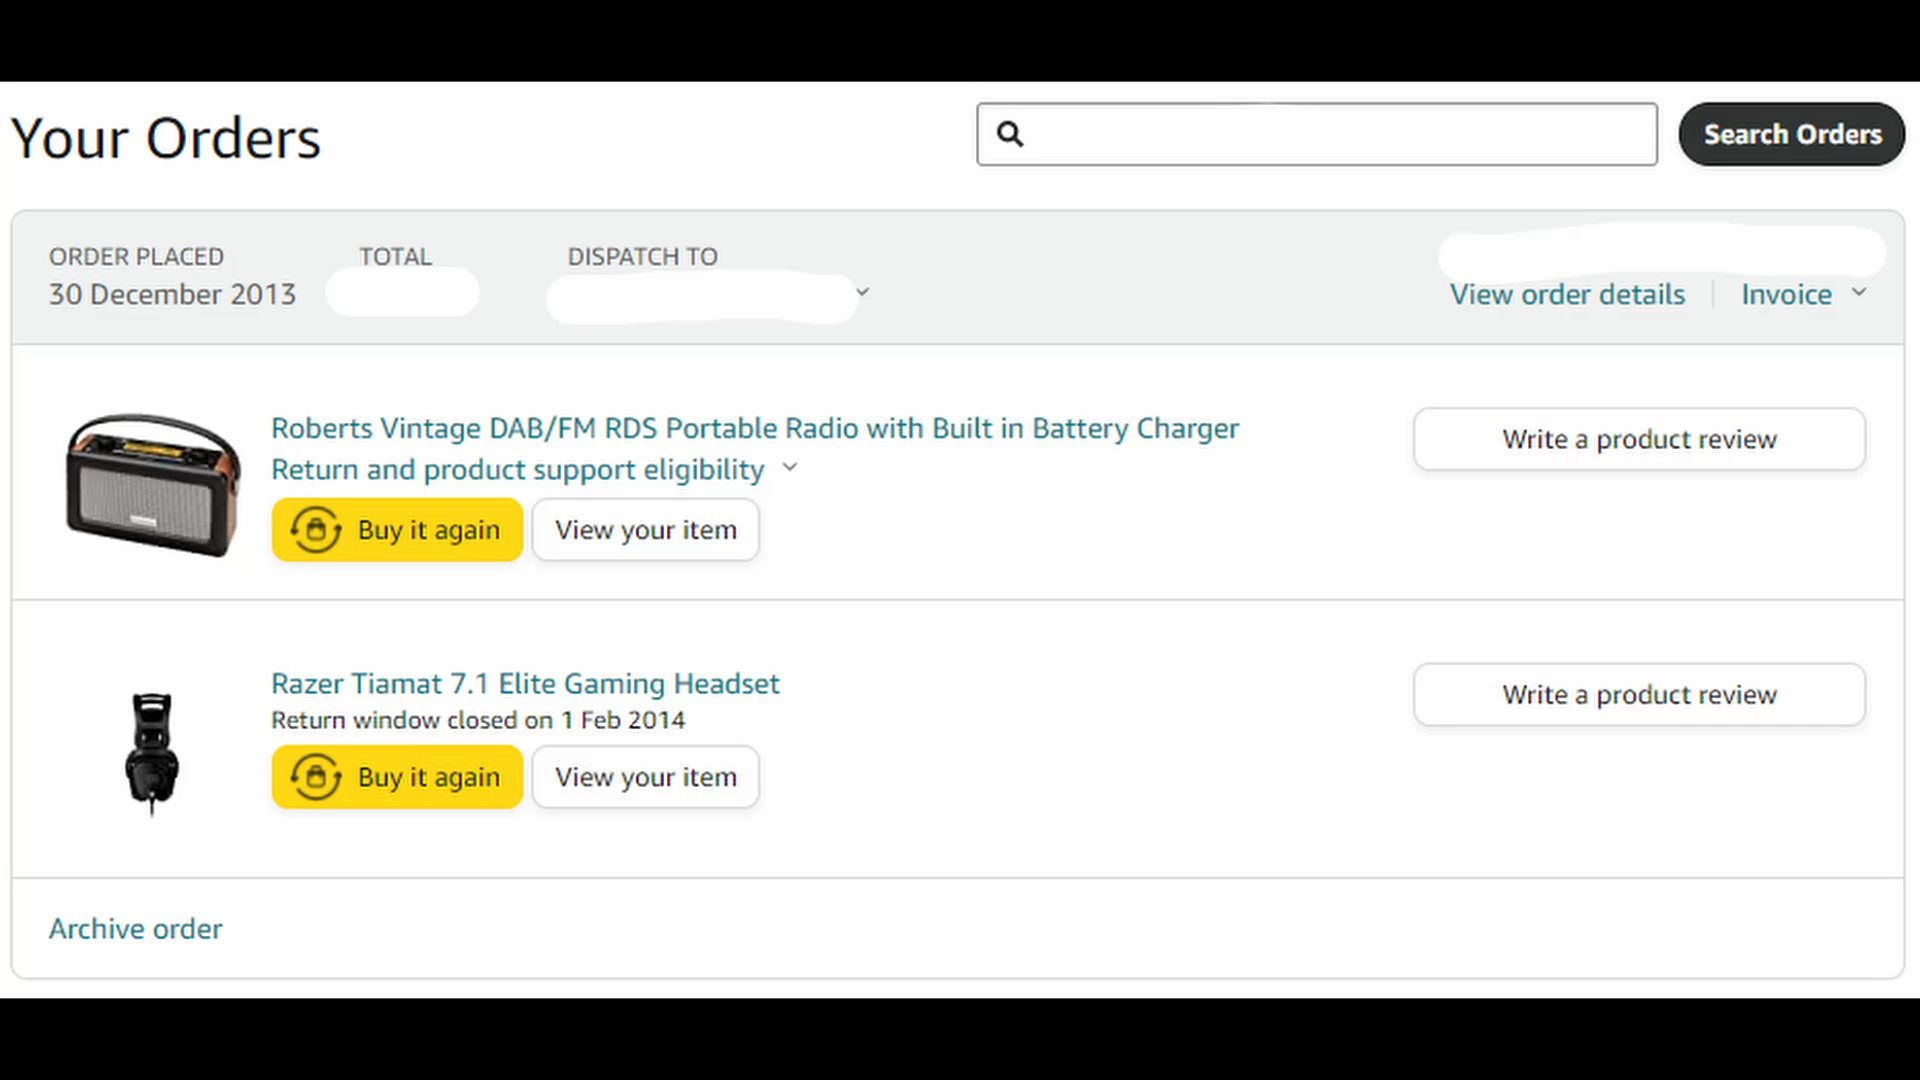 Your Orders
Search Orders
ORDER PLACED
TOTAL
DISPATCH TO
30 December 2013
View order details
Invoice
Roberts Vintage DAB/FM RDS Portable Radio with Built in Battery Charger
Return and product support eligibility
Buy it again
View your item
Write a product review
Razer Tiamat 7.1 Elite Gaming Headset
Return window closed on 1 Feb 2014
Buy it again
View your item
Write a product review
Archive order